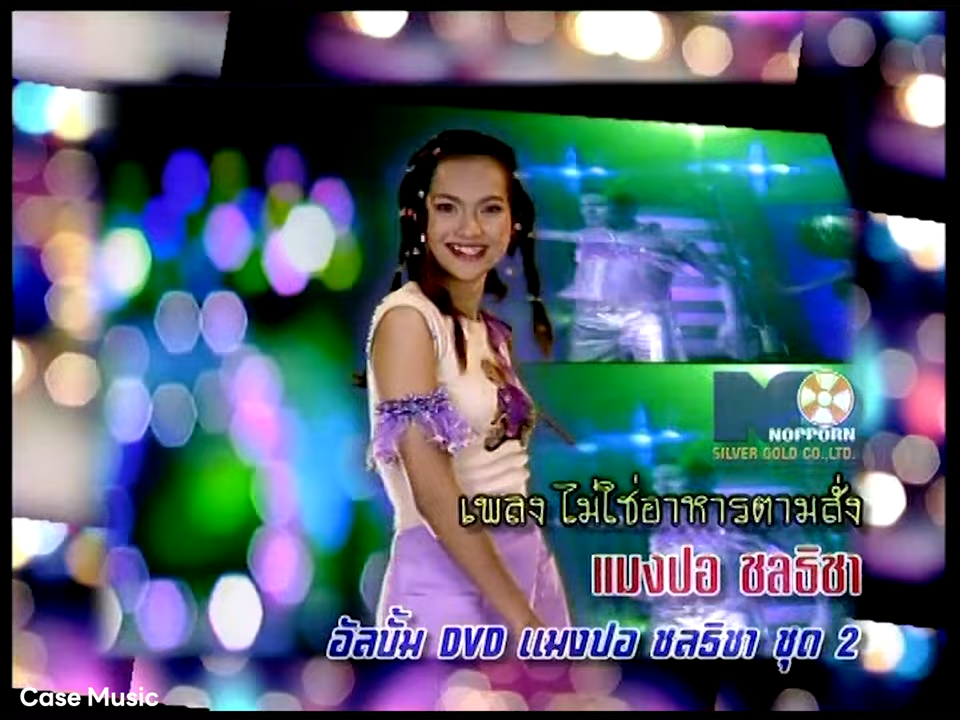 NOPPORN
SILVER GOLD CO.,LTD.
เพลง ไม่ใช่อาหารตามสั่ง
แมงปอ ชลธิชา
อัลบั้ม DVD แมงปอ ชลธิชา ชุด 2
Case Music